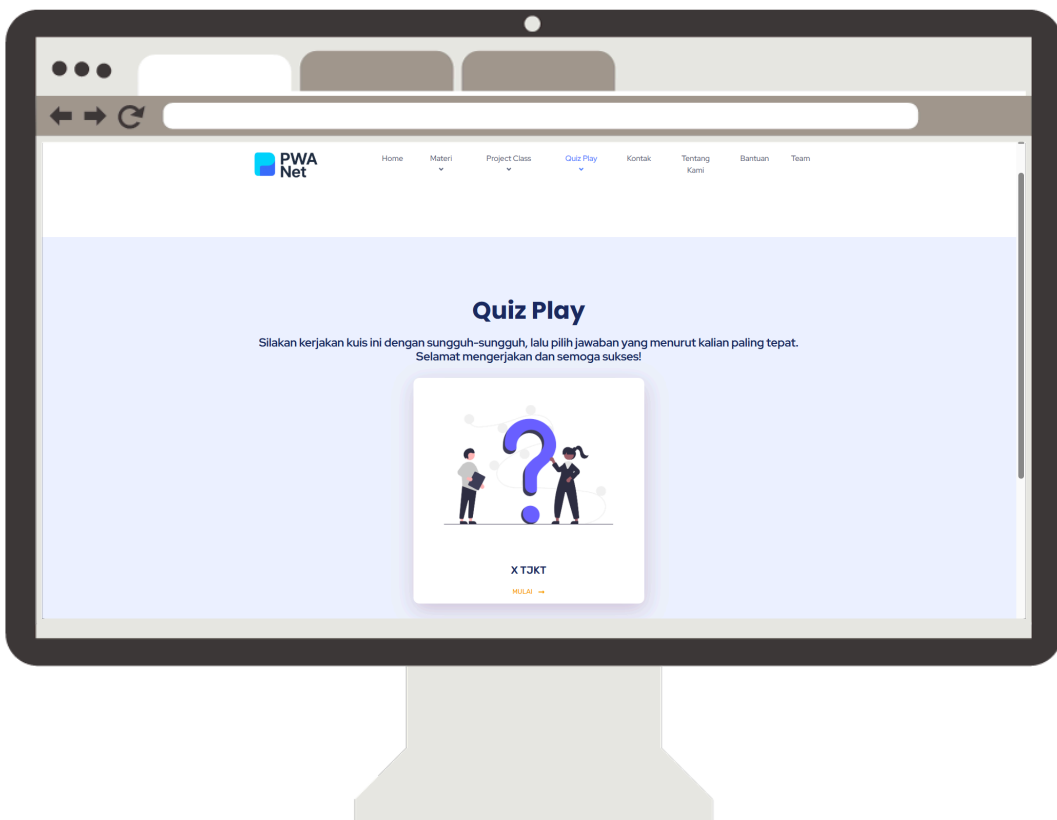 PWA
Net
Home
Materi
Project Class
Quiz Play
Kontak
Tentang
Kami
Bantuan
Team
Quiz Play
Silakan kerjakan kuis ini dengan sungguh-sungguh, lalu pilih jawaban yang menurut kalian paling tepat.
Selamat mengerjakan dan semoga sukses!
X TJKT
MULAI →